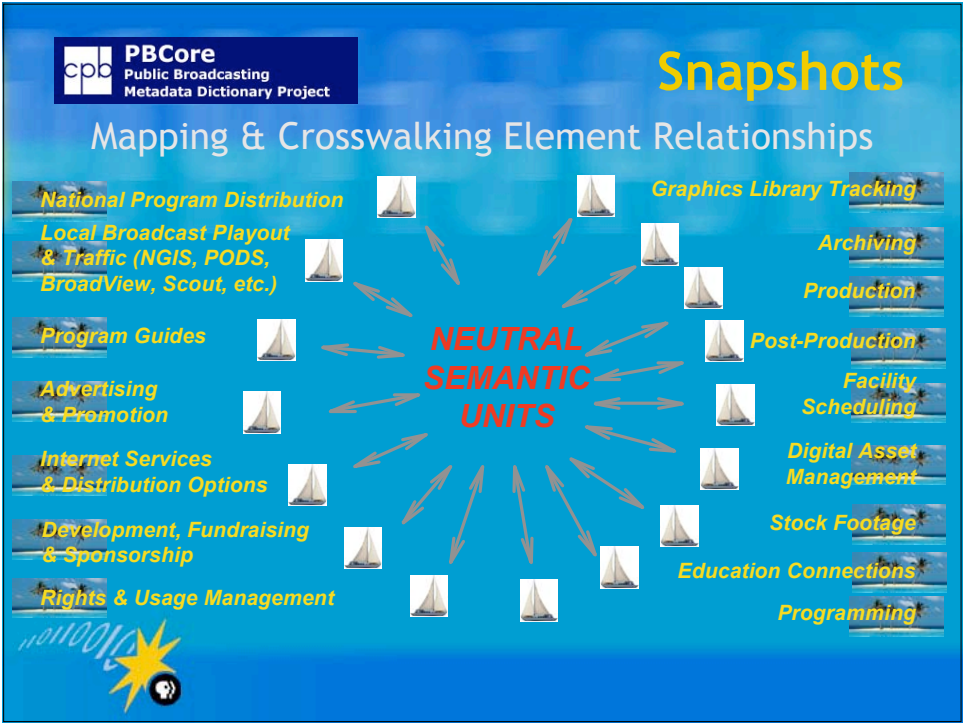 cpb
PBCore
Public Broadcasting
Metadata Dictionary Project
Snapshots
Mapping & Crosswalking Element Relationships
National Program Distribution
Local Broadcast Playout
& Traffic (NGIS, PODS,
BroadView, Scout, etc.)
Program Guides
Advertising
& Promotion
Internet Services
& Distribution Options
Development, Fundraising
& Sponsorship
Rights & Usage Management
NEUTRAL
SEMANTIC
UNITS
Graphics Library Tracking
Archiving
Production
Post-Production
Facility
Scheduling
Digital Asset
Management
Stock Footage
Education Connections
Programming